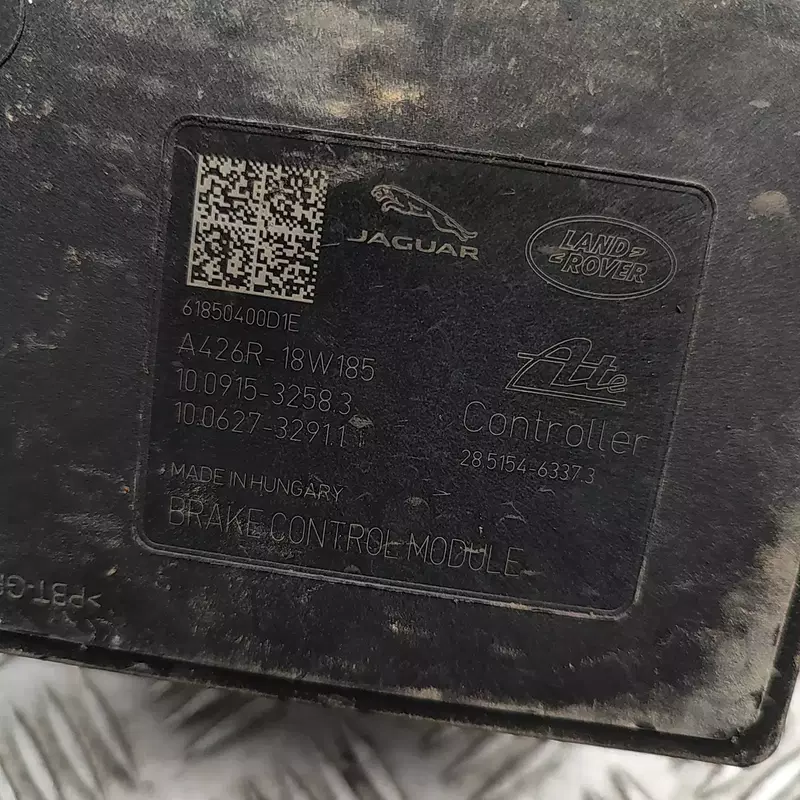 JAGUAR
LAND
ROVER
61850400D1E
A426R-18W185
10.0915-3258.3
10.0627-3291.1
Ate
Controller
28.5154-6337.3
MADE IN HUNGARY
BRAKE CONTROL MODULE